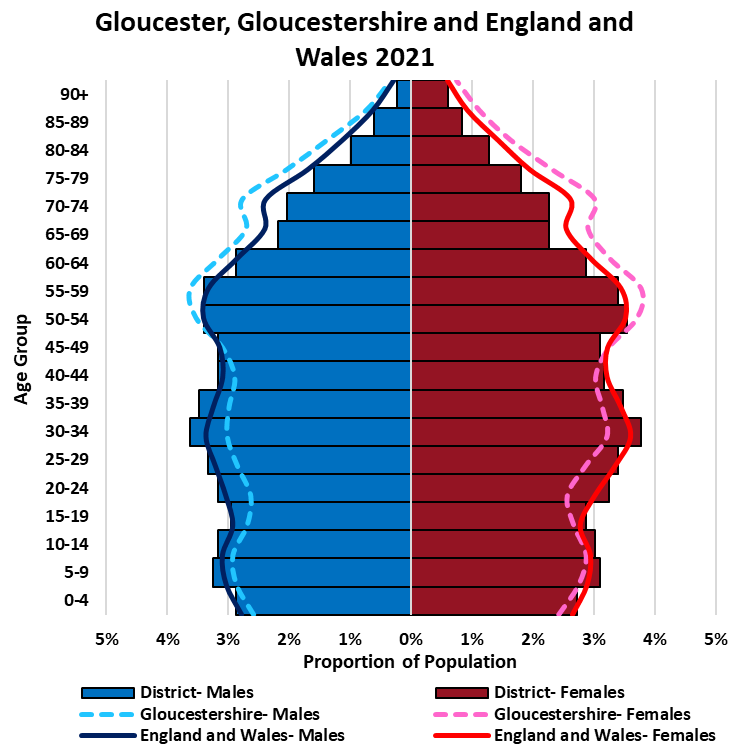 Gloucester, Gloucestershire and England and
Wales 2021
Age Group
90+
85-89
80-84
75-79
70-74
65-69
60-64
55-59
50-54
45-49
40-44
35-39
30-34
25-29
20-24
15-19
10-14
5-9
0-4
5% 4% 3% 2% 1% 0% 1% 2% 3% 4% 5%
Proportion of Population
District- Males District- Females
Gloucestershire- Males Gloucestershire- Females
England and Wales- Males England and Wales- Females